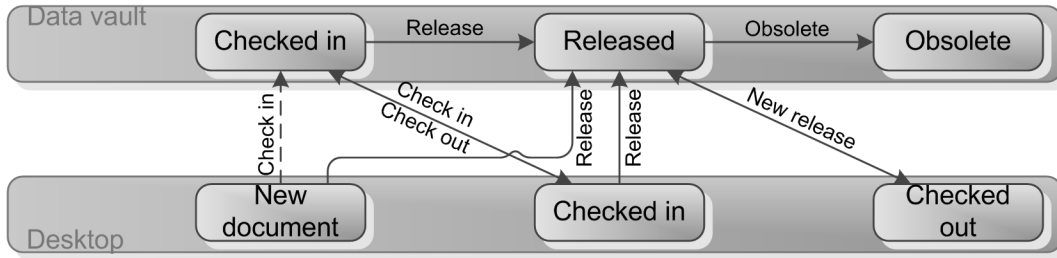 Data vault
Checked in
Release
Released
Obsolete
Obsolete
Check in
Check in
Check out
Release
Release
New release
New
document
Checked in
Checked
out
Desktop